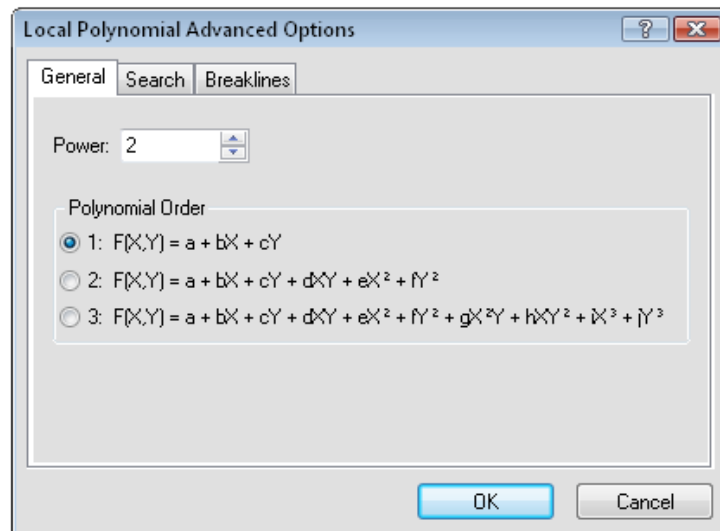 Local Polynomial Advanced Options
General Search Breaklines
Power: 2
Polynomial Order
1: F(X,Y) = a + bX + cY
2: F(X,Y) = a + bX + cY + dXY + eX² + fY²
3: F(X,Y) = a + bX + cY + dXY + eX² + fY² + gX²Y + hXY² + iX³ + jY³
OK Cancel